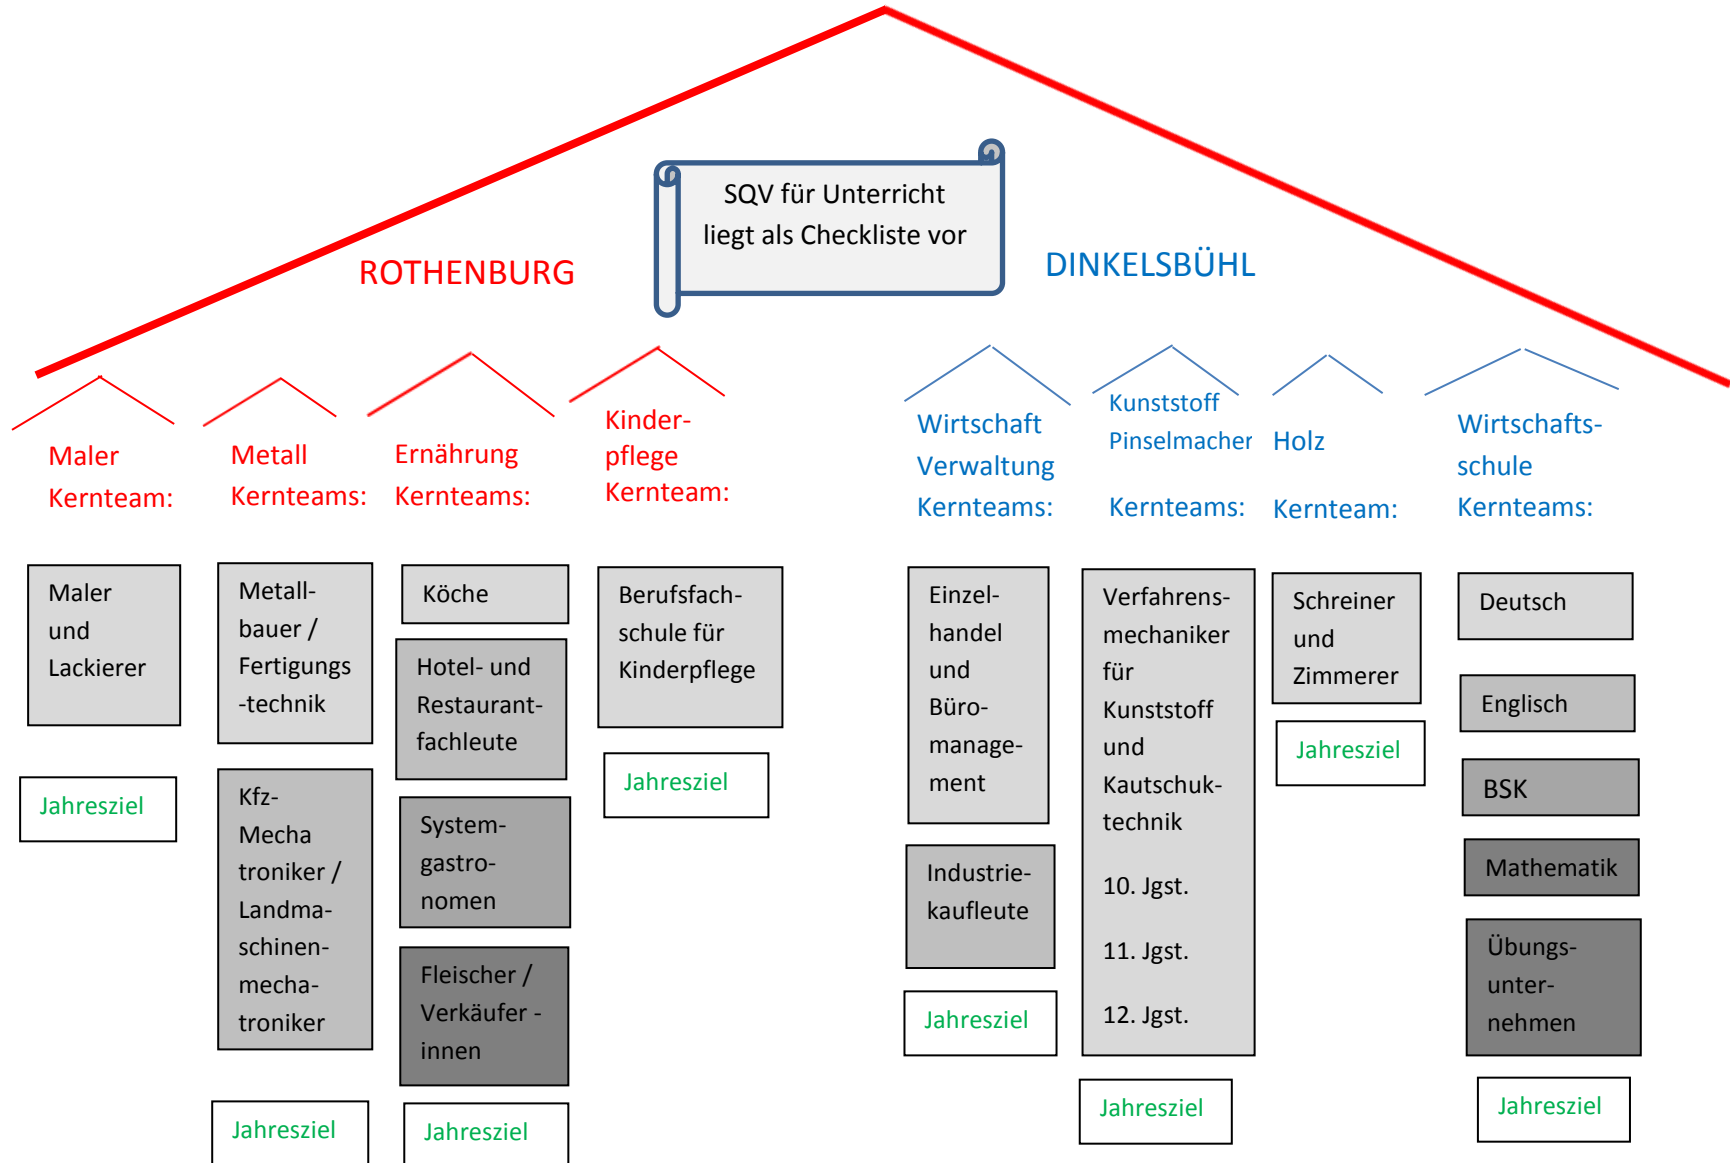 SQV für Unterricht
liegt als Checkliste vor
ROTHENBURG
DINKELSBÜHL
Maler
Kernteam:
Metall
Kernteams:
Ernährung
Kernteams:
Kinder-
pflege
Kernteam:
Wirtschaft
Verwaltung
Kernteams:
Kunststoff
Pinselmacher
Kernteams:
Holz
Kernteam:
Wirtschafts-
schule
Kernteams:
Maler
und
Lackierer
Jahresziel
Metall-
bauer /
Fertigungs
-technik
Kfz-
Mecha
troniker /
Landma-
schinen-
mecha-
troniker
Jahresziel
Köche
Hotel- und
Restaurant-
fachleute
System-
gastro-
nomen
Fleischer /
Verkäufer -
innen
Jahresziel
Berufsfach-
schule für
Kinderpflege
Jahresziel
Einzel-
handel
und
Büro-
manage-
ment
Industrie-
kaufleute
Jahresziel
Verfahrens-
mechaniker
für
Kunststoff
und
Kautschuk-
technik
10. Jgst.
11. Jgst.
12. Jgst.
Jahresziel
Schreiner
und
Zimmerer
Jahresziel
Deutsch
Englisch
BSK
Mathematik
Übungs-
unter-
nehmen
Jahresziel